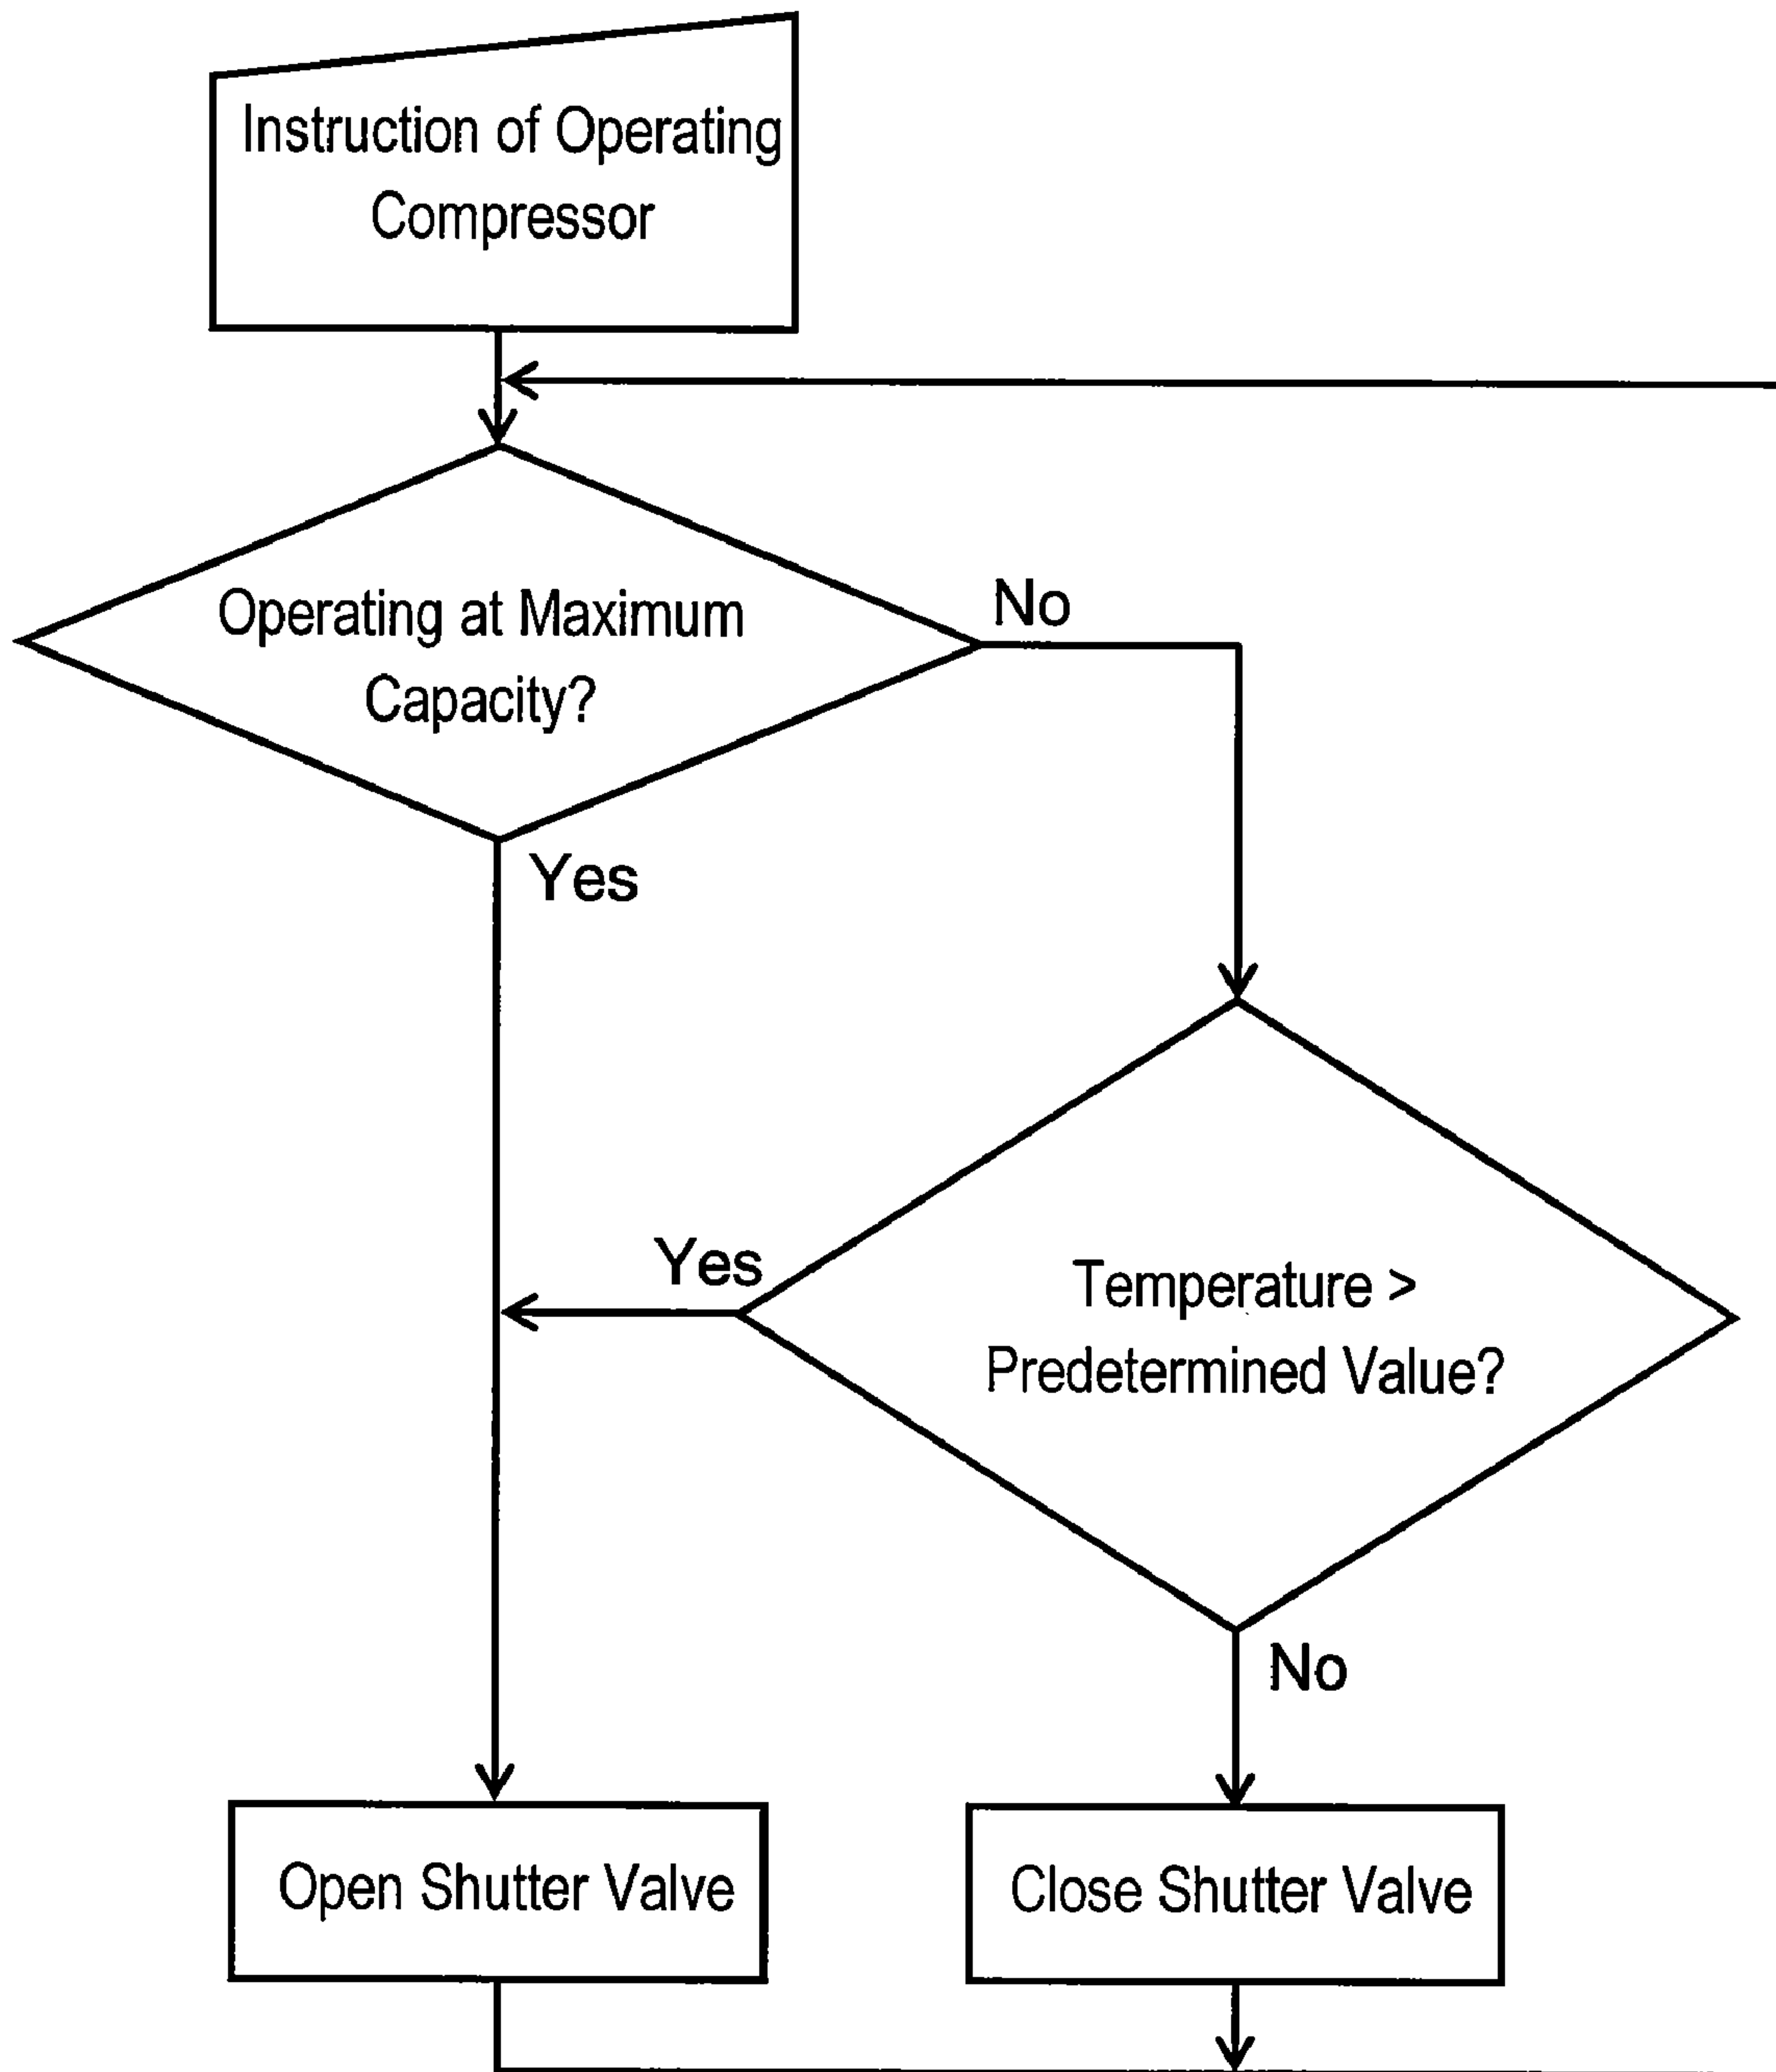 Instruction of Operating
Compressor
Operating at Maximum
Capacity?
No
Yes
Yes
Temperature >
Predetermined Value?
No
Open Shutter Valve
Close Shutter Valve